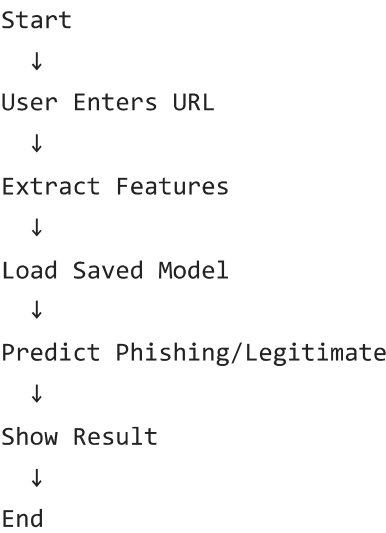 Start
↓
User Enters URL
↓
Extract Features
↓
Load Saved Model
↓
Predict Phishing/Legitimate
↓
Show Result
↓
End